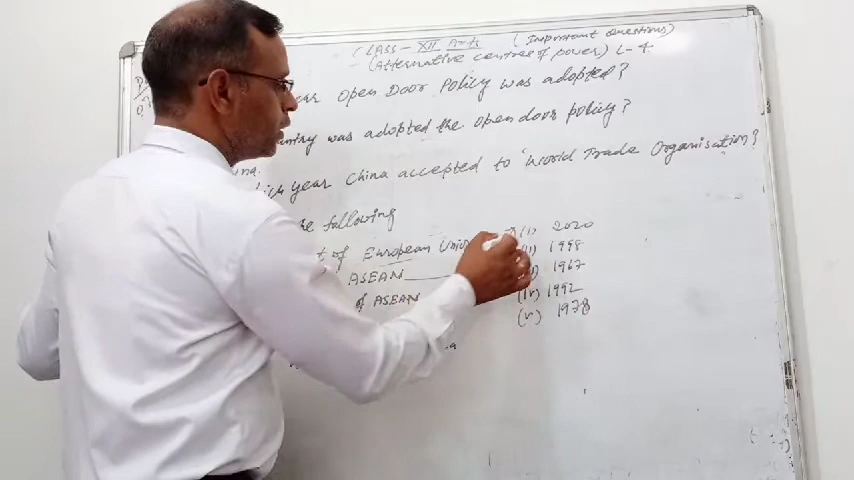 CLASS - XII Arts (Important Questions)
(Alternative centres of power) L-4
year Open Door Policy was adopted?
country was adopted the open door policy?
which year China accepted to World Trade Organisation?
the following
of European Union (i) 2020
ASEAN (ii) 1998
of ASEAN (iii) 1967
(iv) 1992
(v) 1978